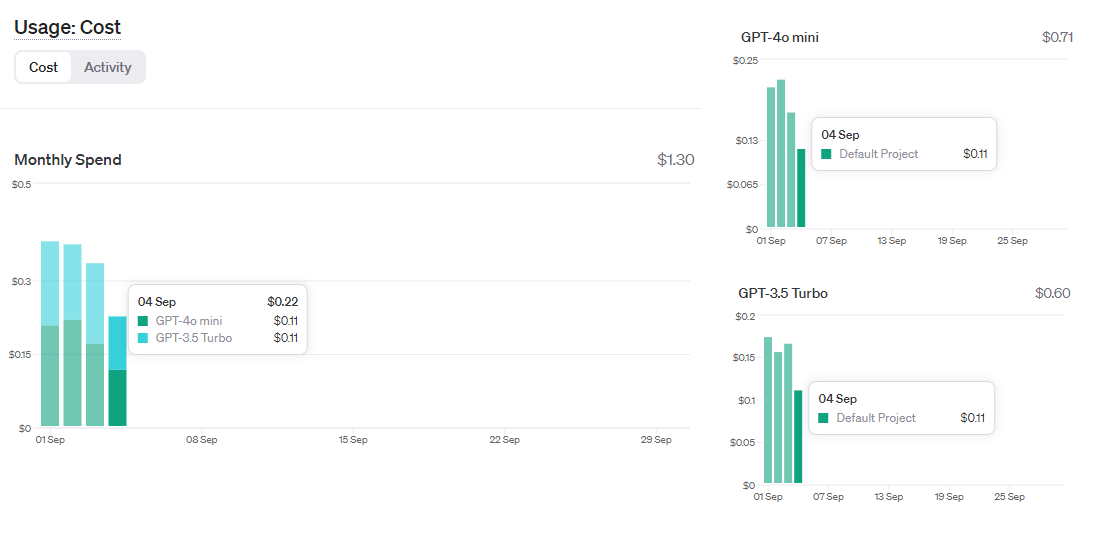 Usage: Cost
Cost Activity
Monthly Spend $1.30
$0.5
$0.3
$0.15
$0
04 Sep $0.22
GPT-4o mini $0.11
GPT-3.5 Turbo $0.11
01 Sep 08 Sep 15 Sep 22 Sep 29 Sep
GPT-4o mini $0.71
$0.25
$0.13
$0.065
$0
04 Sep
Default Project $0.11
01 Sep 07 Sep 13 Sep 19 Sep 25 Sep
GPT-3.5 Turbo $0.60
$0.2
$0.15
$0.1
$0.05
$0
04 Sep
Default Project $0.11
01 Sep 07 Sep 13 Sep 19 Sep 25 Sep